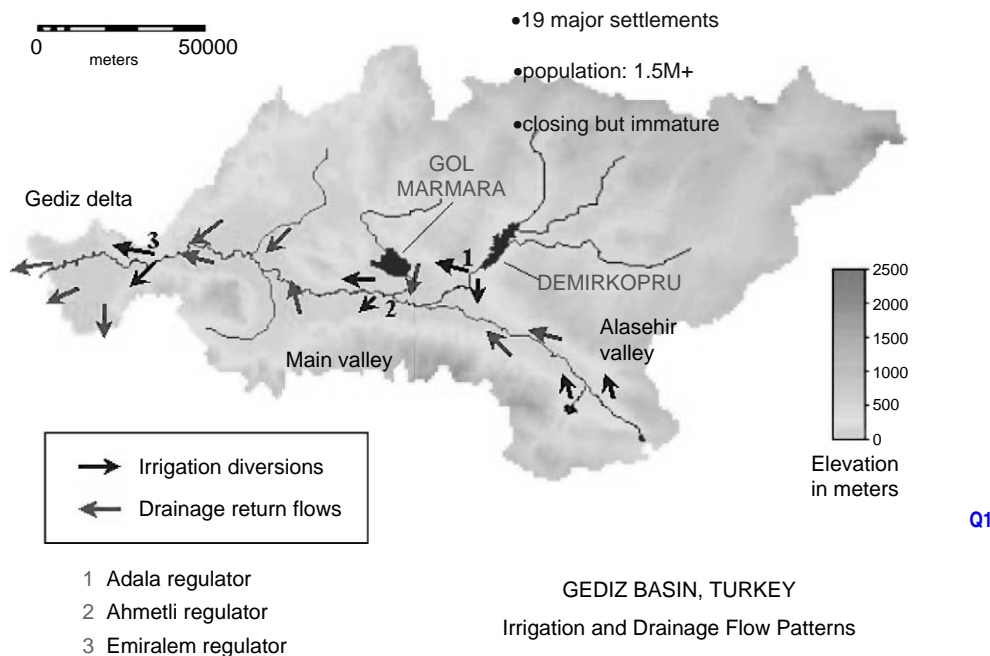 •19 major settlements
0 50000
meters
•population: 1.5M+
•closing but immature
GOL
MARMARA
Gediz delta
3
1
DEMIRKOPRU
2
Alasehir
valley
Main valley
2500
2000
1500
1000
500
0
Elevation
in meters
Irrigation diversions
Drainage return flows
Q1
1 Adala regulator
2 Ahmetli regulator
3 Emiralem regulator
GEDIZ BASIN, TURKEY
Irrigation and Drainage Flow Patterns